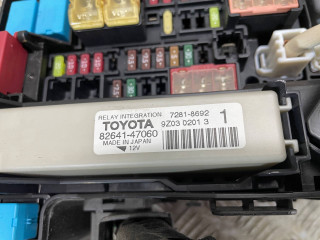 RELAY INTEGRATION 7281-8692
TOYOTA 9Z03 0201 3 1
82641-47060
MADE IN JAPAN
12V